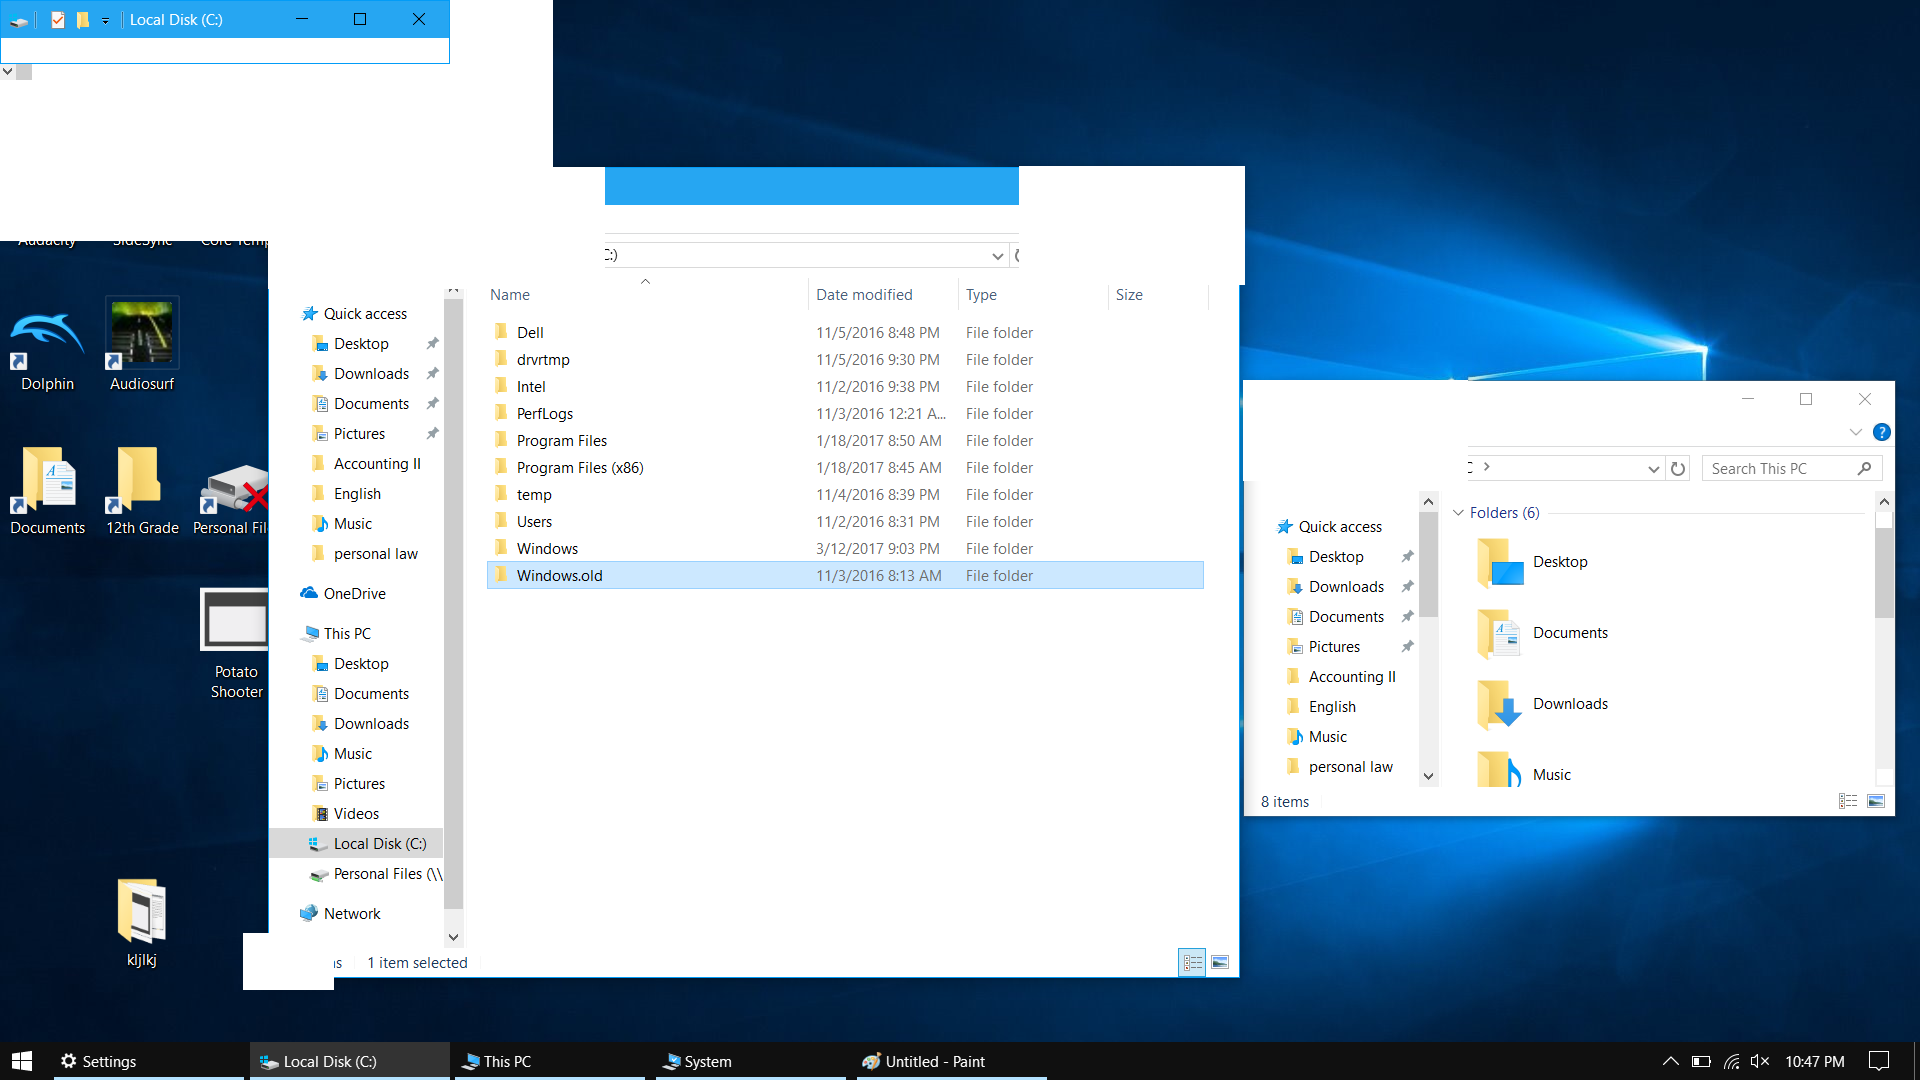 Local Disk (C:)
Audacity
SideSync
Dolphin
Audiosurf
Documents
12th Grade
Personal Fil
Potato
Shooter
kljlkj
C:)
Quick access
Desktop
Downloads
Documents
Pictures
Accounting II
English
Music
personal law
OneDrive
This PC
Desktop
Documents
Downloads
Music
Pictures
Videos
Local Disk (C:)
Personal Files (\\
Network
Name Date modified Type Size
Dell 11/5/2016 8:48 PM File folder
drvrtmp 11/5/2016 9:30 PM File folder
Intel 11/2/2016 9:38 PM File folder
PerfLogs 11/3/2016 12:21 A... File folder
Program Files 1/18/2017 8:50 AM File folder
Program Files (x86) 1/18/2017 8:45 AM File folder
temp 11/4/2016 8:39 PM File folder
Users 11/2/2016 8:31 PM File folder
Windows 3/12/2017 9:03 PM File folder
Windows.old 11/3/2016 8:13 AM File folder
1 item selected
Search This PC
Quick access
Desktop
Downloads
Documents
Pictures
Accounting II
English
Music
personal law
Folders (6)
Desktop
Documents
Downloads
Music
8 items
Settings
Local Disk (C:)
This PC
System
Untitled - Paint
10:47 PM